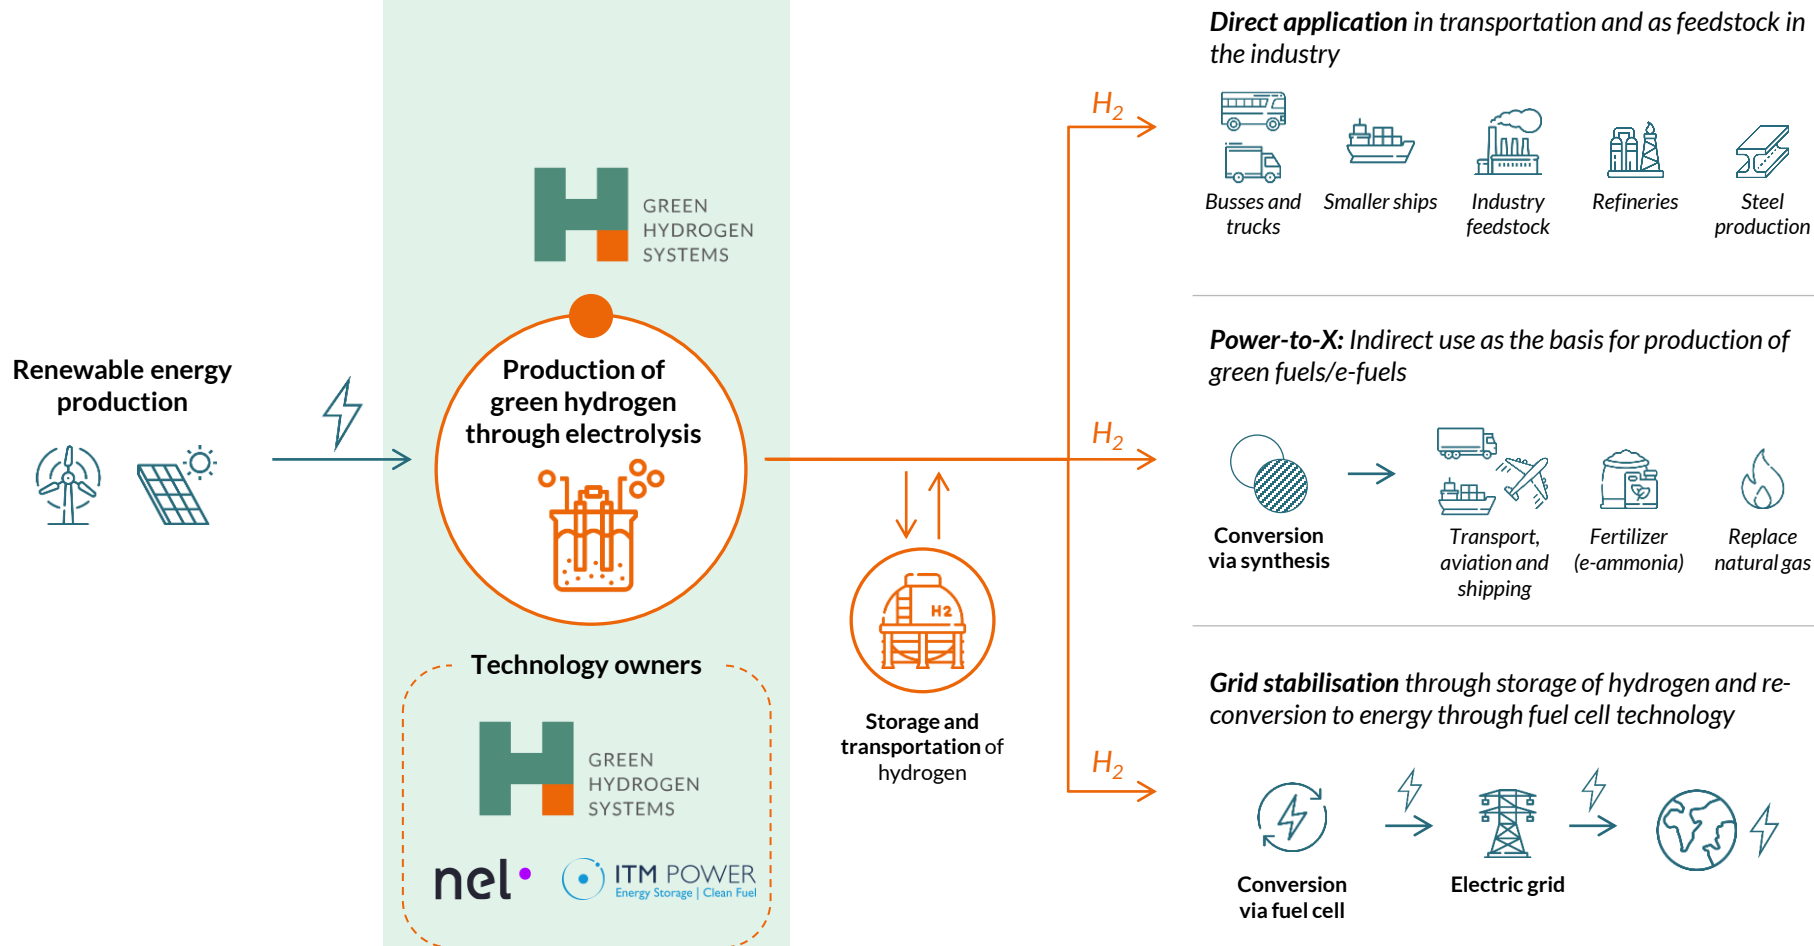 Renewable energy
production
GREEN
HYDROGEN
SYSTEMS
Production of
green hydrogen
through electrolysis
Technology owners
GREEN
HYDROGEN
SYSTEMS
nel
ITM POWER
Energy Storage | Clean Fuel
H2
Storage and
transportation of
hydrogen
H₂
Direct application in transportation and as feedstock in
the industry
Busses and
trucks
Smaller ships
Industry
feedstock
Refineries
Steel
production
H₂
Power-to-X: Indirect use as the basis for production of
green fuels/e-fuels
Conversion
via synthesis
Transport,
aviation and
shipping
Fertilizer
(e-ammonia)
Replace
natural gas
H₂
Grid stabilisation through storage of hydrogen and re-
conversion to energy through fuel cell technology
Conversion
via fuel cell
Electric grid